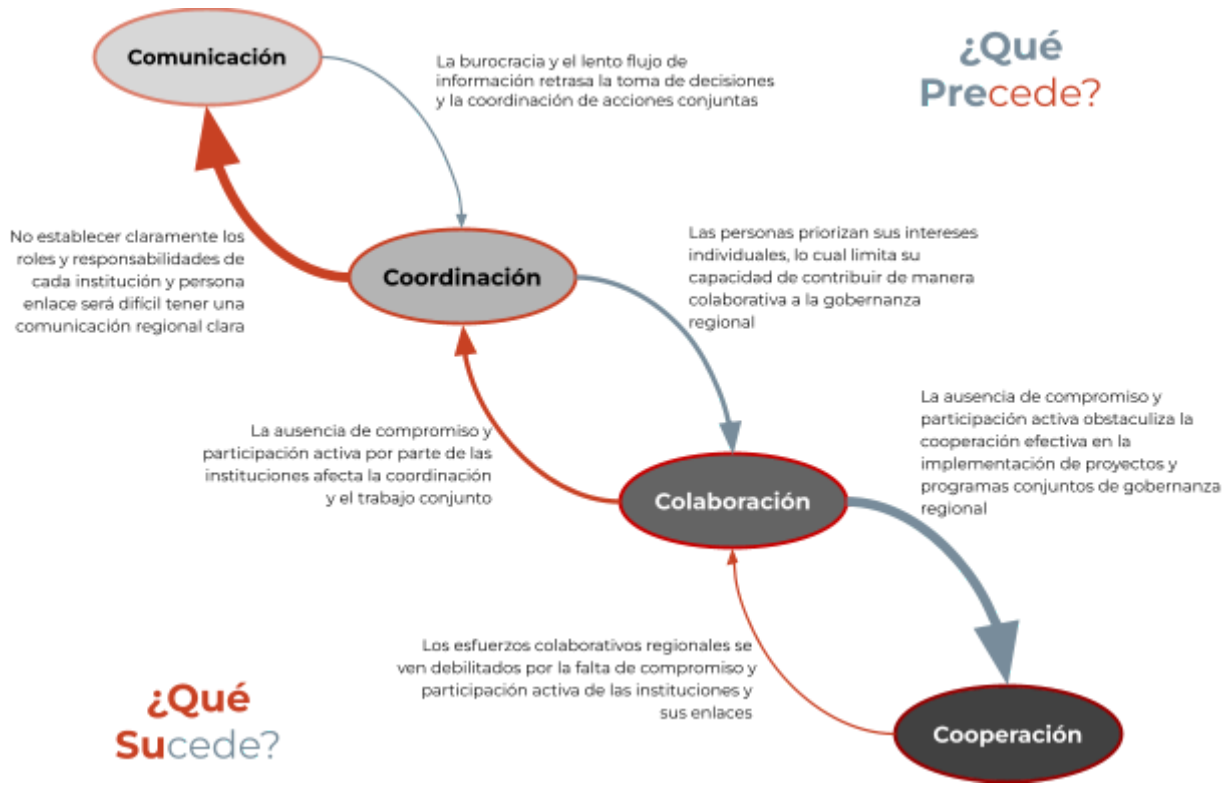 Comunicación
La burocracia y el lento flujo de
información retrasa la toma de decisiones
y la coordinación de acciones conjuntas
¿Qué
Precede?
No establecer claramente los
roles y responsabilidades de
cada institución y persona
enlace será difícil tener una
comunicación regional clara
Coordinación
Las personas priorizan sus intereses
individuales, lo cual limita su
capacidad de contribuir de manera
colaborativa a la gobernanza
regional
La ausencia de compromiso y
participación activa por parte de las
instituciones afecta la coordinación
y el trabajo conjunto
Colaboración
La ausencia de compromiso y
participación activa obstaculiza la
cooperación efectiva en la
implementación de proyectos y
programas conjuntos de gobernanza
regional
Los esfuerzos colaborativos regionales se
ven debilitados por la falta de compromiso y
participación activa de las instituciones y
sus enlaces
¿Qué
Sucede?
Cooperación